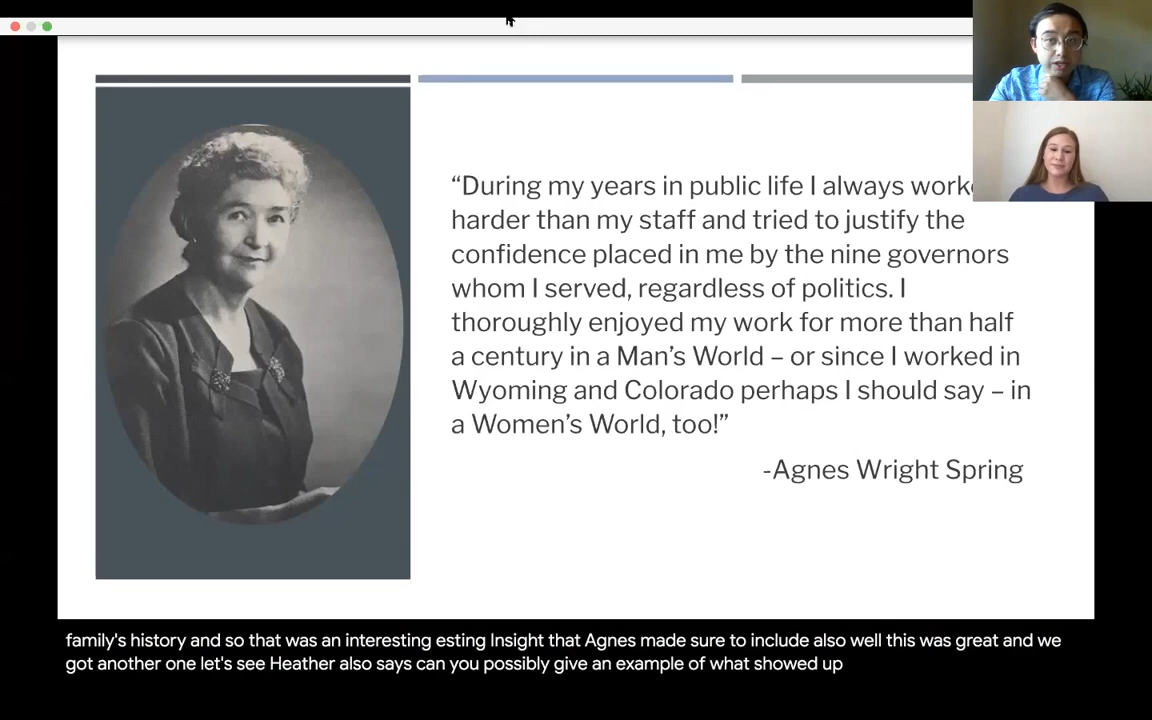 “During my years in public life I always work
harder than my staff and tried to justify the
confidence placed in me by the nine governors
whom I served, regardless of politics. I
thoroughly enjoyed my work for more than half
a century in a Man’s World – or since I worked in
Wyoming and Colorado perhaps I should say – in
a Women’s World, too!”
-Agnes Wright Spring
family's history and so that was an interesting esting Insight that Agnes made sure to include also well this was great and we
got another one let's see Heather also says can you possibly give an example of what showed up